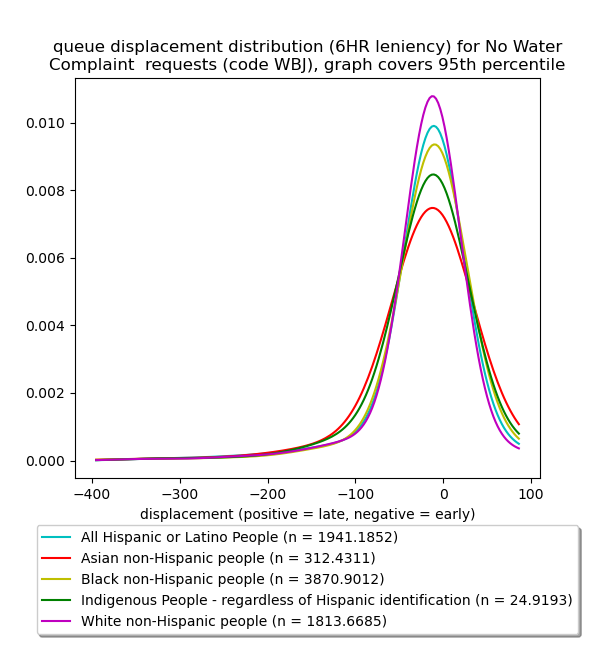 queue displacement distribution (6HR leniency) for No Water
Complaint  requests (code WBJ), graph covers 95th percentile
0.010
0.008
0.006
0.004
0.002
0.000
−400 −300 −200 −100 0 100
displacement (positive = late, negative = early)
All Hispanic or Latino People (n = 1941.1852)
Asian non-Hispanic people (n = 312.4311)
Black non-Hispanic people (n = 3870.9012)
Indigenous People - regardless of Hispanic identification (n = 24.9193)
White non-Hispanic people (n = 1813.6685)